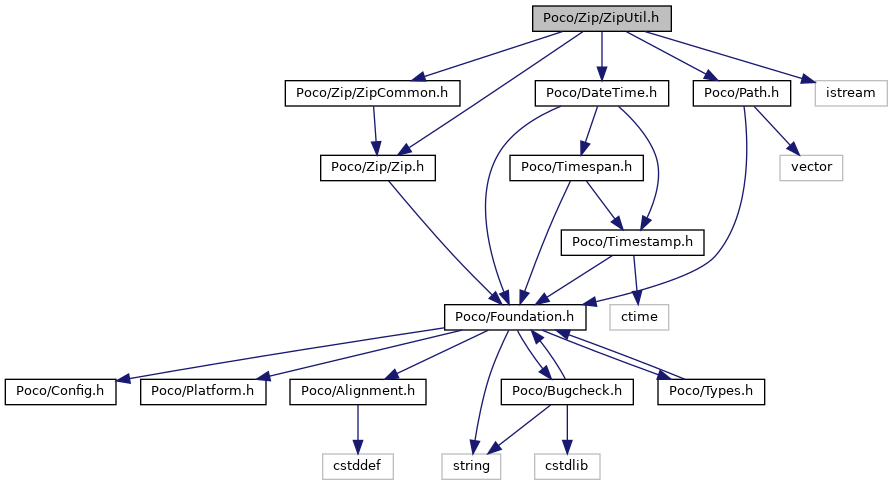 Poco/Zip/ZipUtil.h
Poco/Zip/ZipCommon.h
Poco/DateTime.h
Poco/Path.h
istream
Poco/Zip/Zip.h
Poco/Timespan.h
vector
Poco/Timestamp.h
Poco/Foundation.h
ctime
Poco/Config.h
Poco/Platform.h
Poco/Alignment.h
Poco/Bugcheck.h
Poco/Types.h
cstddef
string
cstdlib